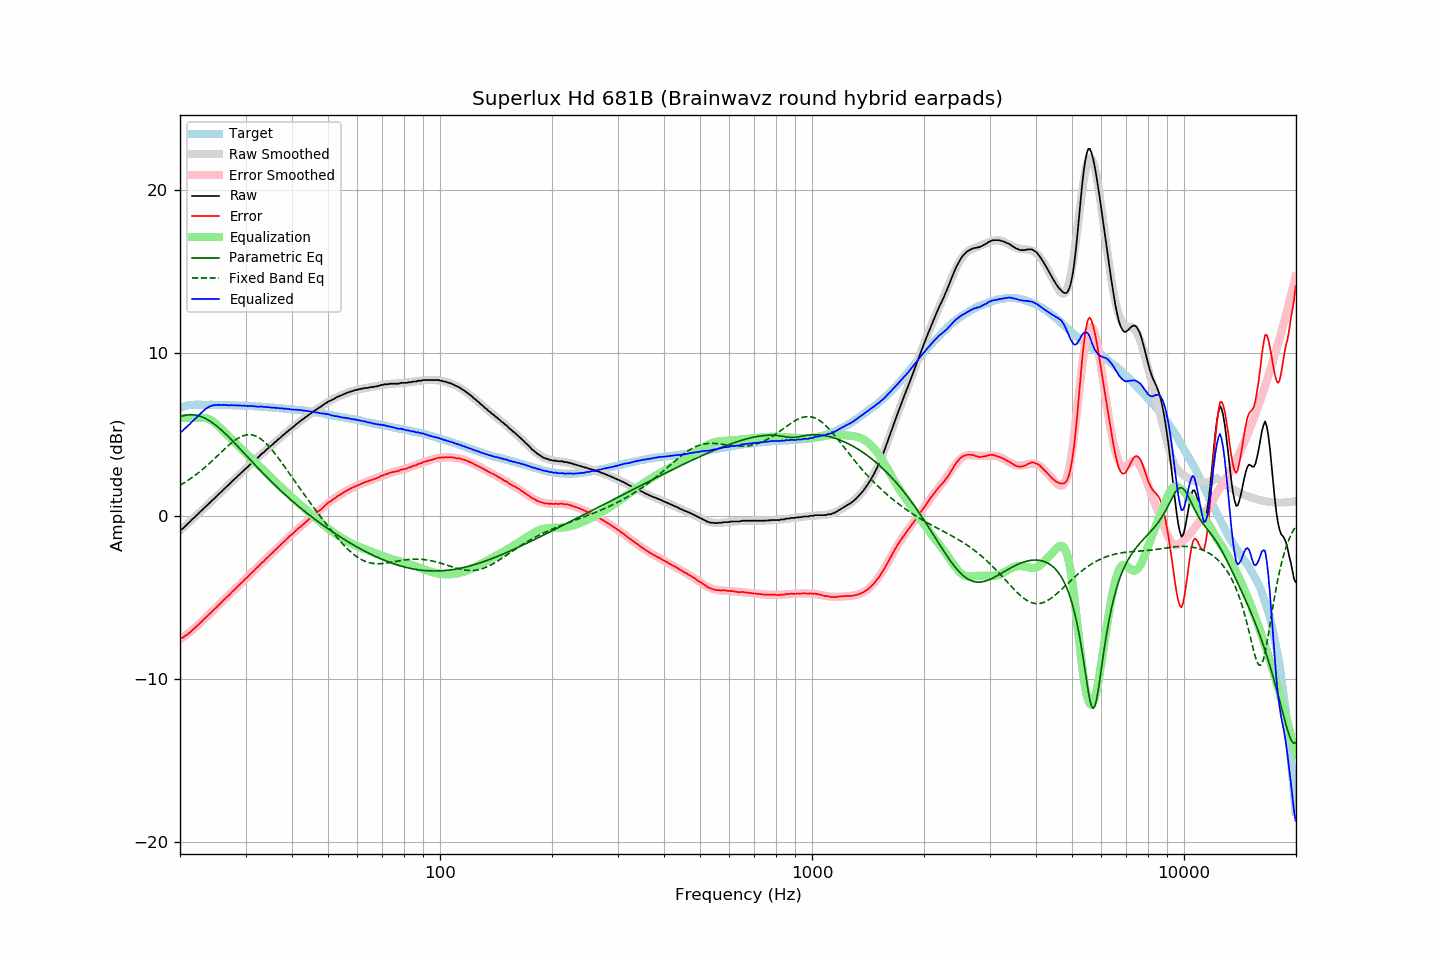 Superlux Hd 681B (Brainwavz round hybrid earpads)
Target
Raw Smoothed
Error Smoothed
Raw
Error
Equalization
Parametric Eq
Fixed Band Eq
Equalized
20
10
0
−10
−20
Amplitude (dBr)
100
1000
10000
Frequency (Hz)